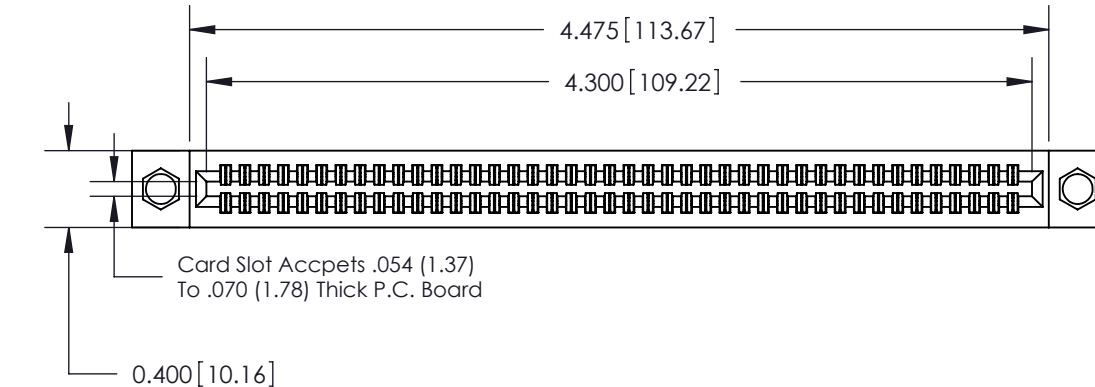 4.475 [113.67]
4.300 [109.22]
Card Slot Accpets .054 (1.37)
To .070 (1.78) Thick P.C. Board
0.400 [10.16]